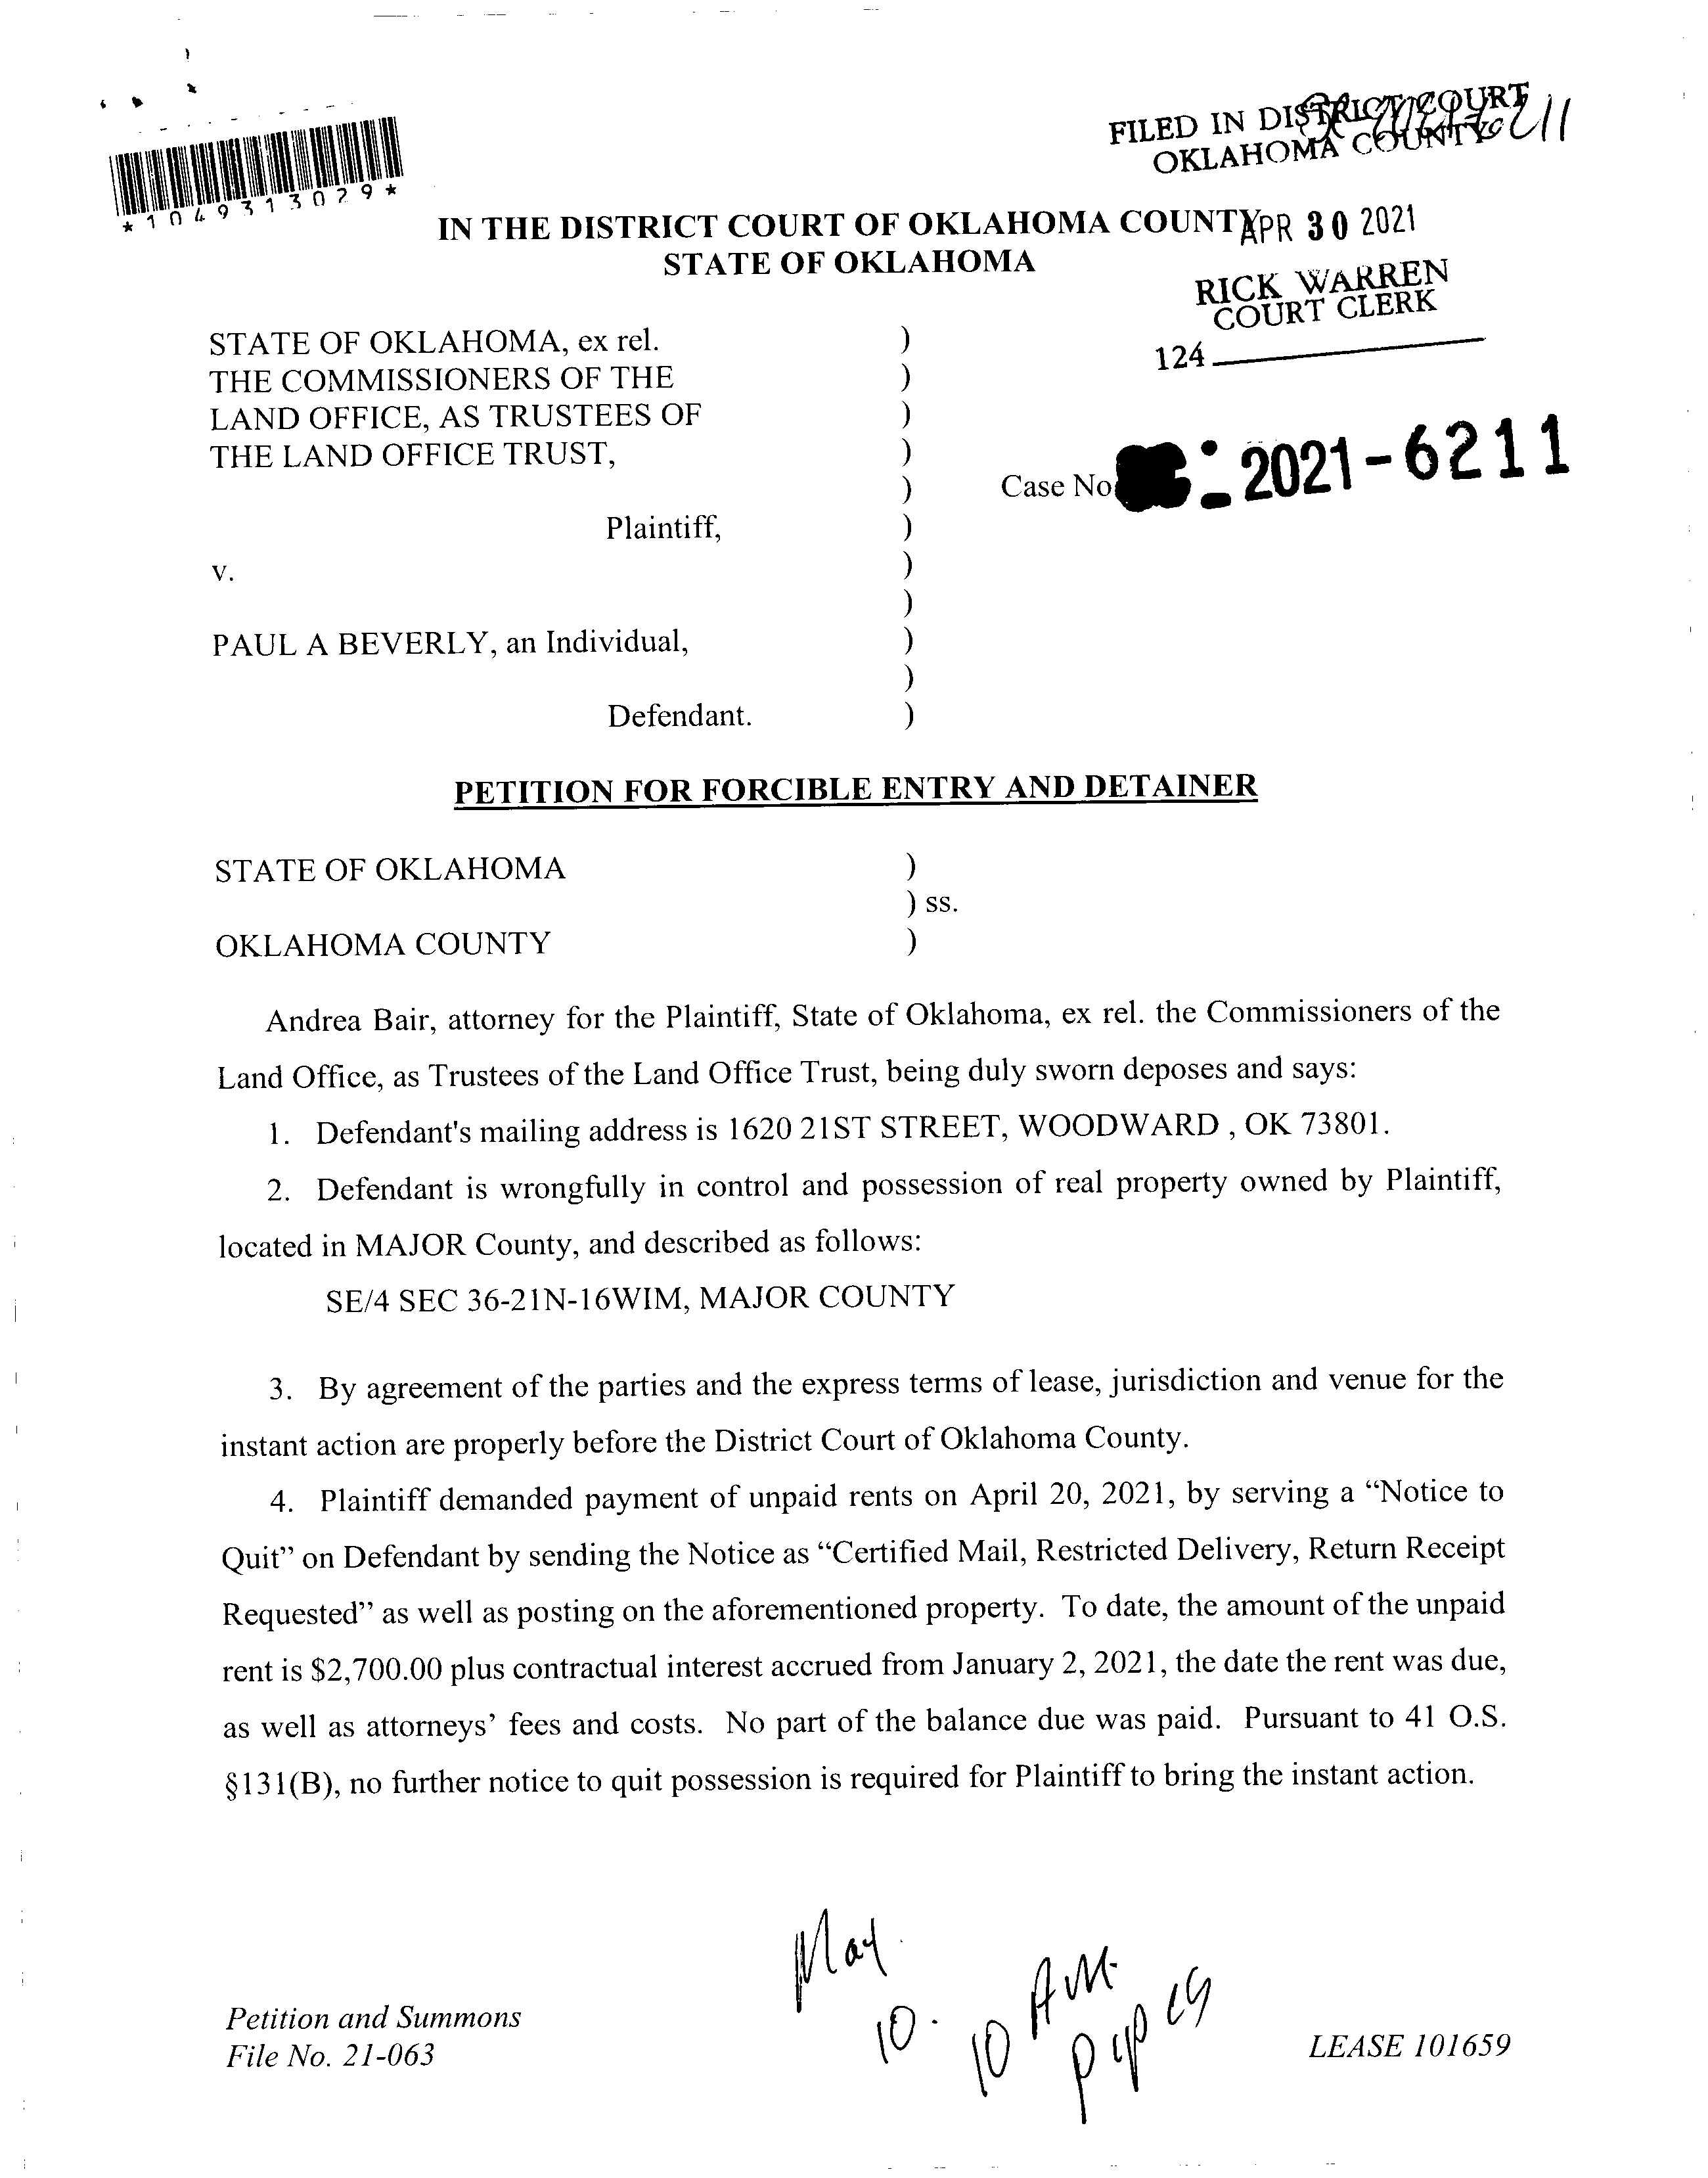 *1049313029*
FILED IN DISTRICT COURT
OKLAHOMA COUNTY
IN THE DISTRICT COURT OF OKLAHOMA COUNTY
APR 30 2021
STATE OF OKLAHOMA
RICK WARREN
COURT CLERK
124
STATE OF OKLAHOMA, ex rel. )
THE COMMISSIONERS OF THE )
LAND OFFICE, AS TRUSTEES OF )
THE LAND OFFICE TRUST, )
)
Case No 2021-6211
Plaintiff, )
v. )
)
PAUL A BEVERLY, an Individual, )
)
Defendant. )
PETITION FOR FORCIBLE ENTRY AND DETAINER
STATE OF OKLAHOMA )
) ss.
OKLAHOMA COUNTY )
Andrea Bair, attorney for the Plaintiff, State of Oklahoma, ex rel. the Commissioners of the
Land Office, as Trustees of the Land Office Trust, being duly sworn deposes and says:
1. Defendant's mailing address is 1620 21ST STREET, WOODWARD , OK 73801.
2. Defendant is wrongfully in control and possession of real property owned by Plaintiff,
located in MAJOR County, and described as follows:
SE/4 SEC 36-21N-16WIM, MAJOR COUNTY
3. By agreement of the parties and the express terms of lease, jurisdiction and venue for the
instant action are properly before the District Court of Oklahoma County.
4. Plaintiff demanded payment of unpaid rents on April 20, 2021, by serving a “Notice to
Quit” on Defendant by sending the Notice as “Certified Mail, Restricted Delivery, Return Receipt
Requested” as well as posting on the aforementioned property. To date, the amount of the unpaid
rent is $2,700.00 plus contractual interest accrued from January 2, 2021, the date the rent was due,
as well as attorneys’ fees and costs. No part of the balance due was paid. Pursuant to 41 O.S.
§131(B), no further notice to quit possession is required for Plaintiff to bring the instant action.
May
10.
10 AM
Petition and Summons
File No. 21-063
LEASE 101659